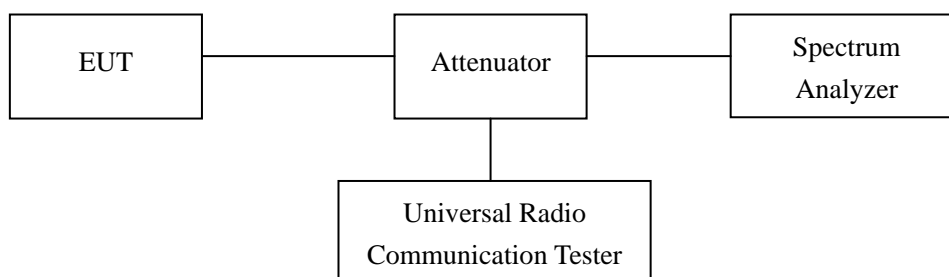 EUT
Attenuator
Spectrum
Analyzer
Universal Radio
Communication Tester